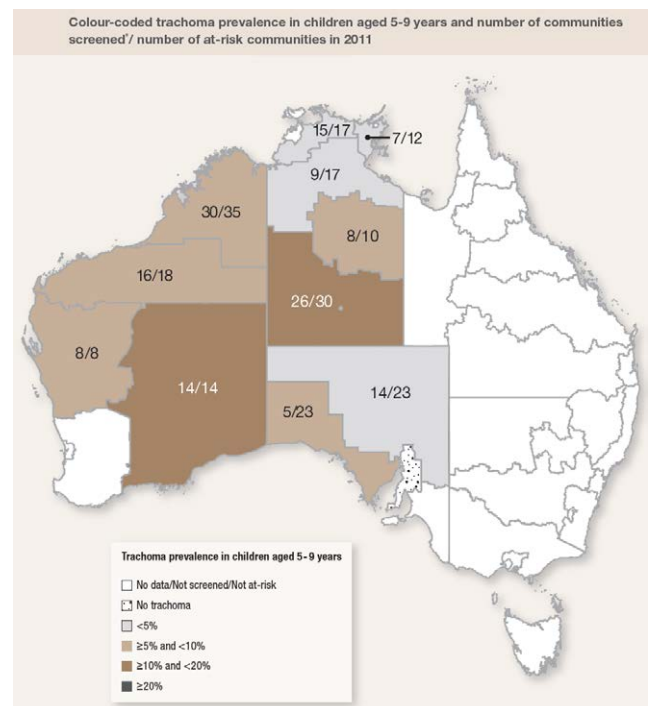 Colour-coded trachoma prevalence in children aged 5-9 years and number of communities
screened*/ number of at-risk communities in 2011
15/17
7/12
9/17
30/35
8/10
16/18
26/30
8/8
14/14
14/23
5/23
Trachoma prevalence in children aged 5-9 years
No data/Not screened/Not at-risk
No trachoma
<5%
≥5% and <10%
≥10% and <20%
≥20%